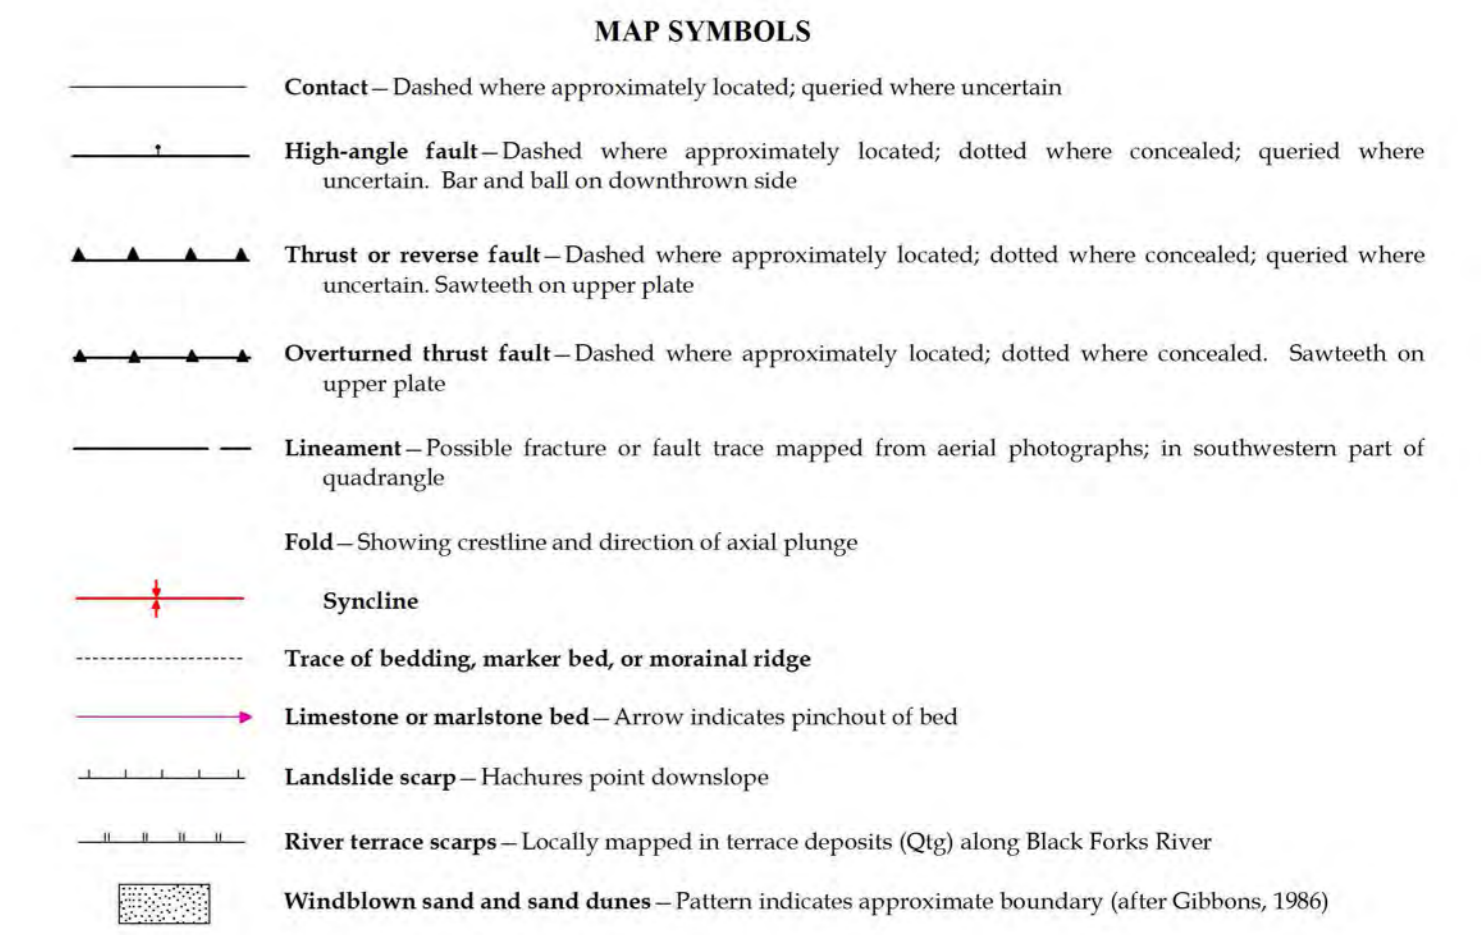 MAP SYMBOLS
Contact—Dashed where approximately located; queried where uncertain
High-angle fault—Dashed where approximately located; dotted where concealed; queried where
uncertain. Bar and ball on downthrown side
Thrust or reverse fault—Dashed where approximately located; dotted where concealed; queried where
uncertain. Sawteeth on upper plate
Overturned thrust fault—Dashed where approximately located; dotted where concealed. Sawteeth on
upper plate
Lineament—Possible fracture or fault trace mapped from aerial photographs; in southwestern part of
quadrangle
Fold—Showing crestline and direction of axial plunge
Syncline
Trace of bedding, marker bed, or morainal ridge
Limestone or marlstone bed—Arrow indicates pinchout of bed
Landslide scarp—Hachures point downslope
River terrace scarps—Locally mapped in terrace deposits (Qtg) along Black Forks River
Windblown sand and sand dunes—Pattern indicates approximate boundary (after Gibbons, 1986)